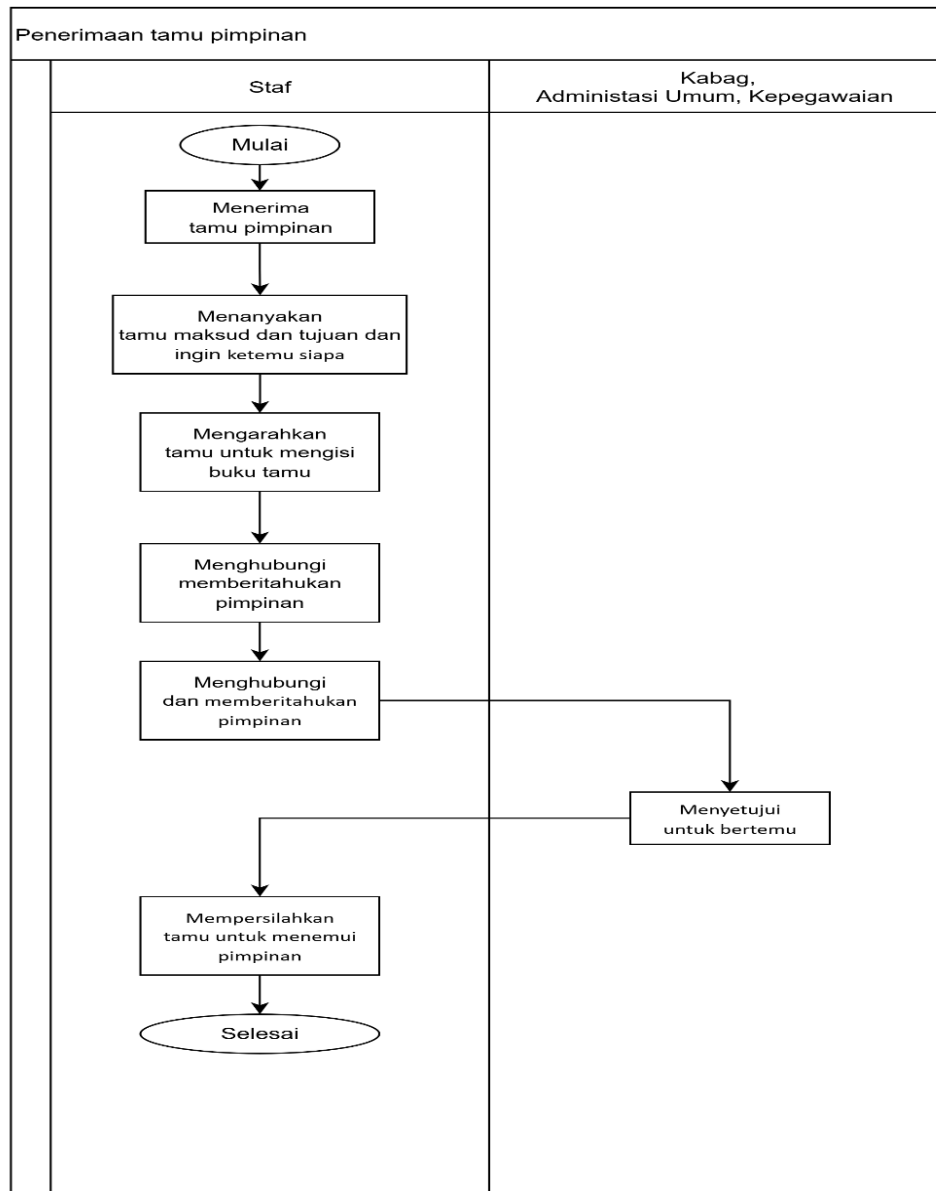 Penerimaan tamu pimpinan
Staf
Kabag,
Administasi Umum, Kepegawaian
Mulai
Menerima
tamu pimpinan
Menanyakan
tamu maksud dan tujuan dan
ingin ketemu siapa
Mengarahkan
tamu untuk mengisi
buku tamu
Menghubungi
memberitahukan
pimpinan
Menghubungi
dan memberitahukan
pimpinan
Menyetujui
untuk bertemu
Mempersilahkan
tamu untuk menemui
pimpinan
Selesai